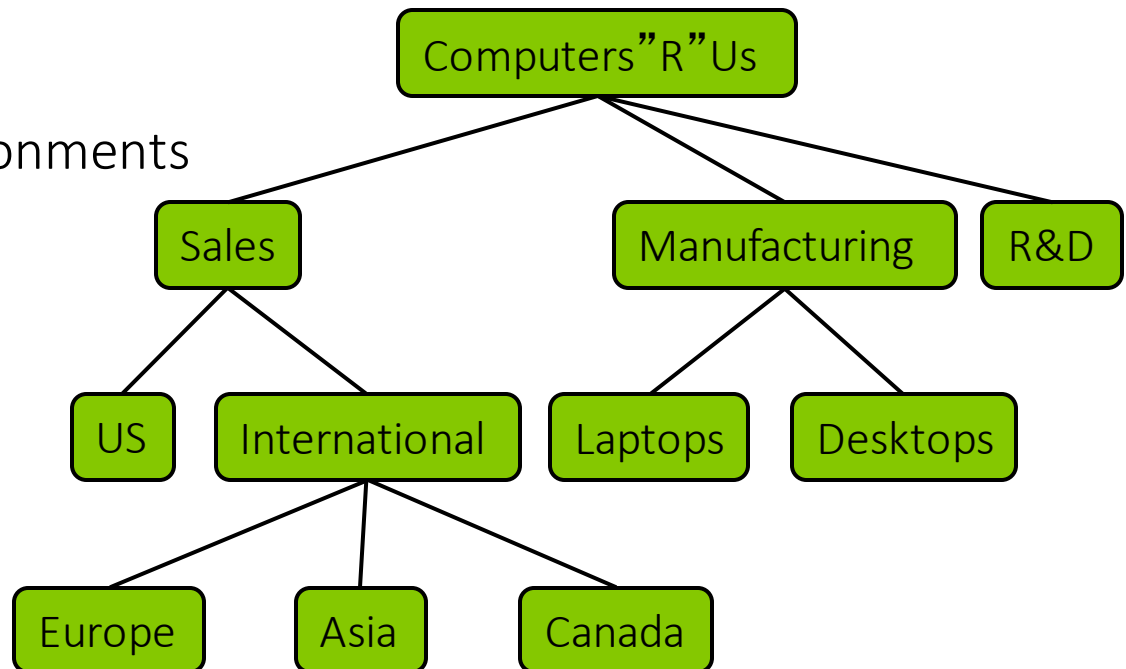 Computers”R”Us
onments
Sales
Manufacturing
R&D
US
International
Laptops
Desktops
Europe
Asia
Canada